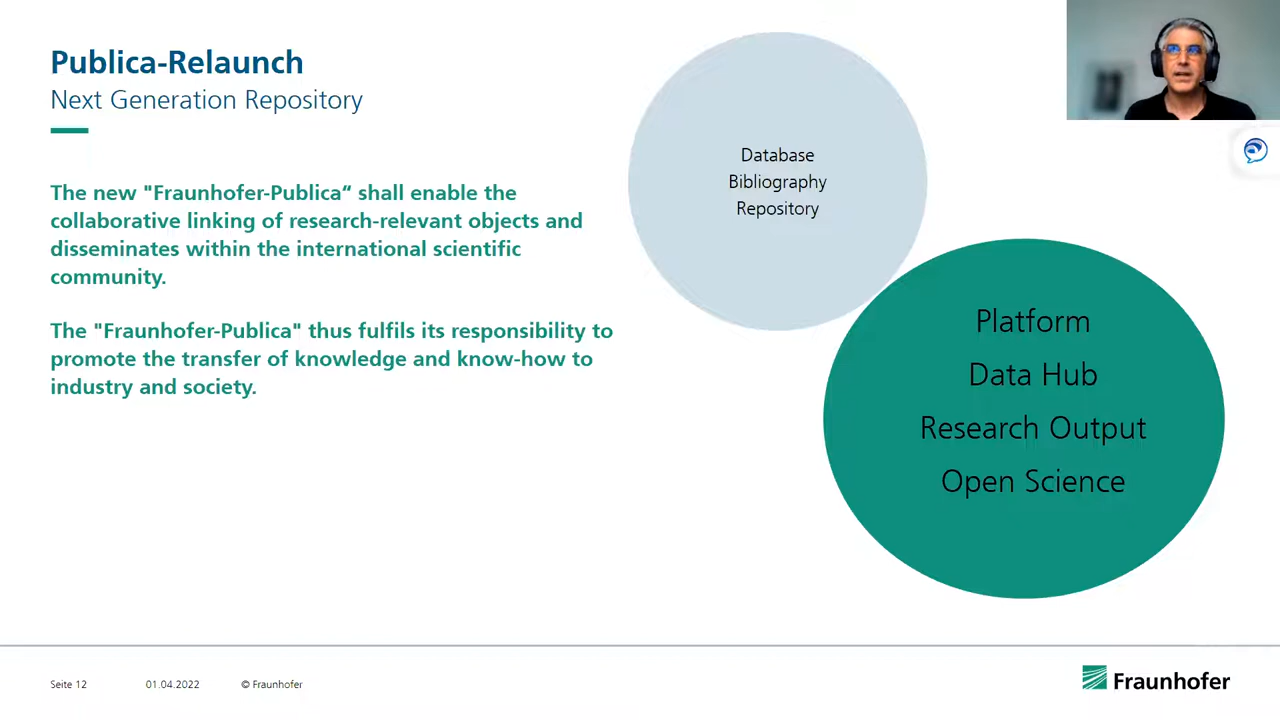 Publica-Relaunch
Next Generation Repository
The new "Fraunhofer-Publica“ shall enable the
collaborative linking of research-relevant objects and
disseminates within the international scientific
community.
The "Fraunhofer-Publica" thus fulfils its responsibility to
promote the transfer of knowledge and know-how to
industry and society.
Database
Bibliography
Repository
Platform
Data Hub
Research Output
Open Science
Seite 12
01.04.2022
© Fraunhofer
Fraunhofer